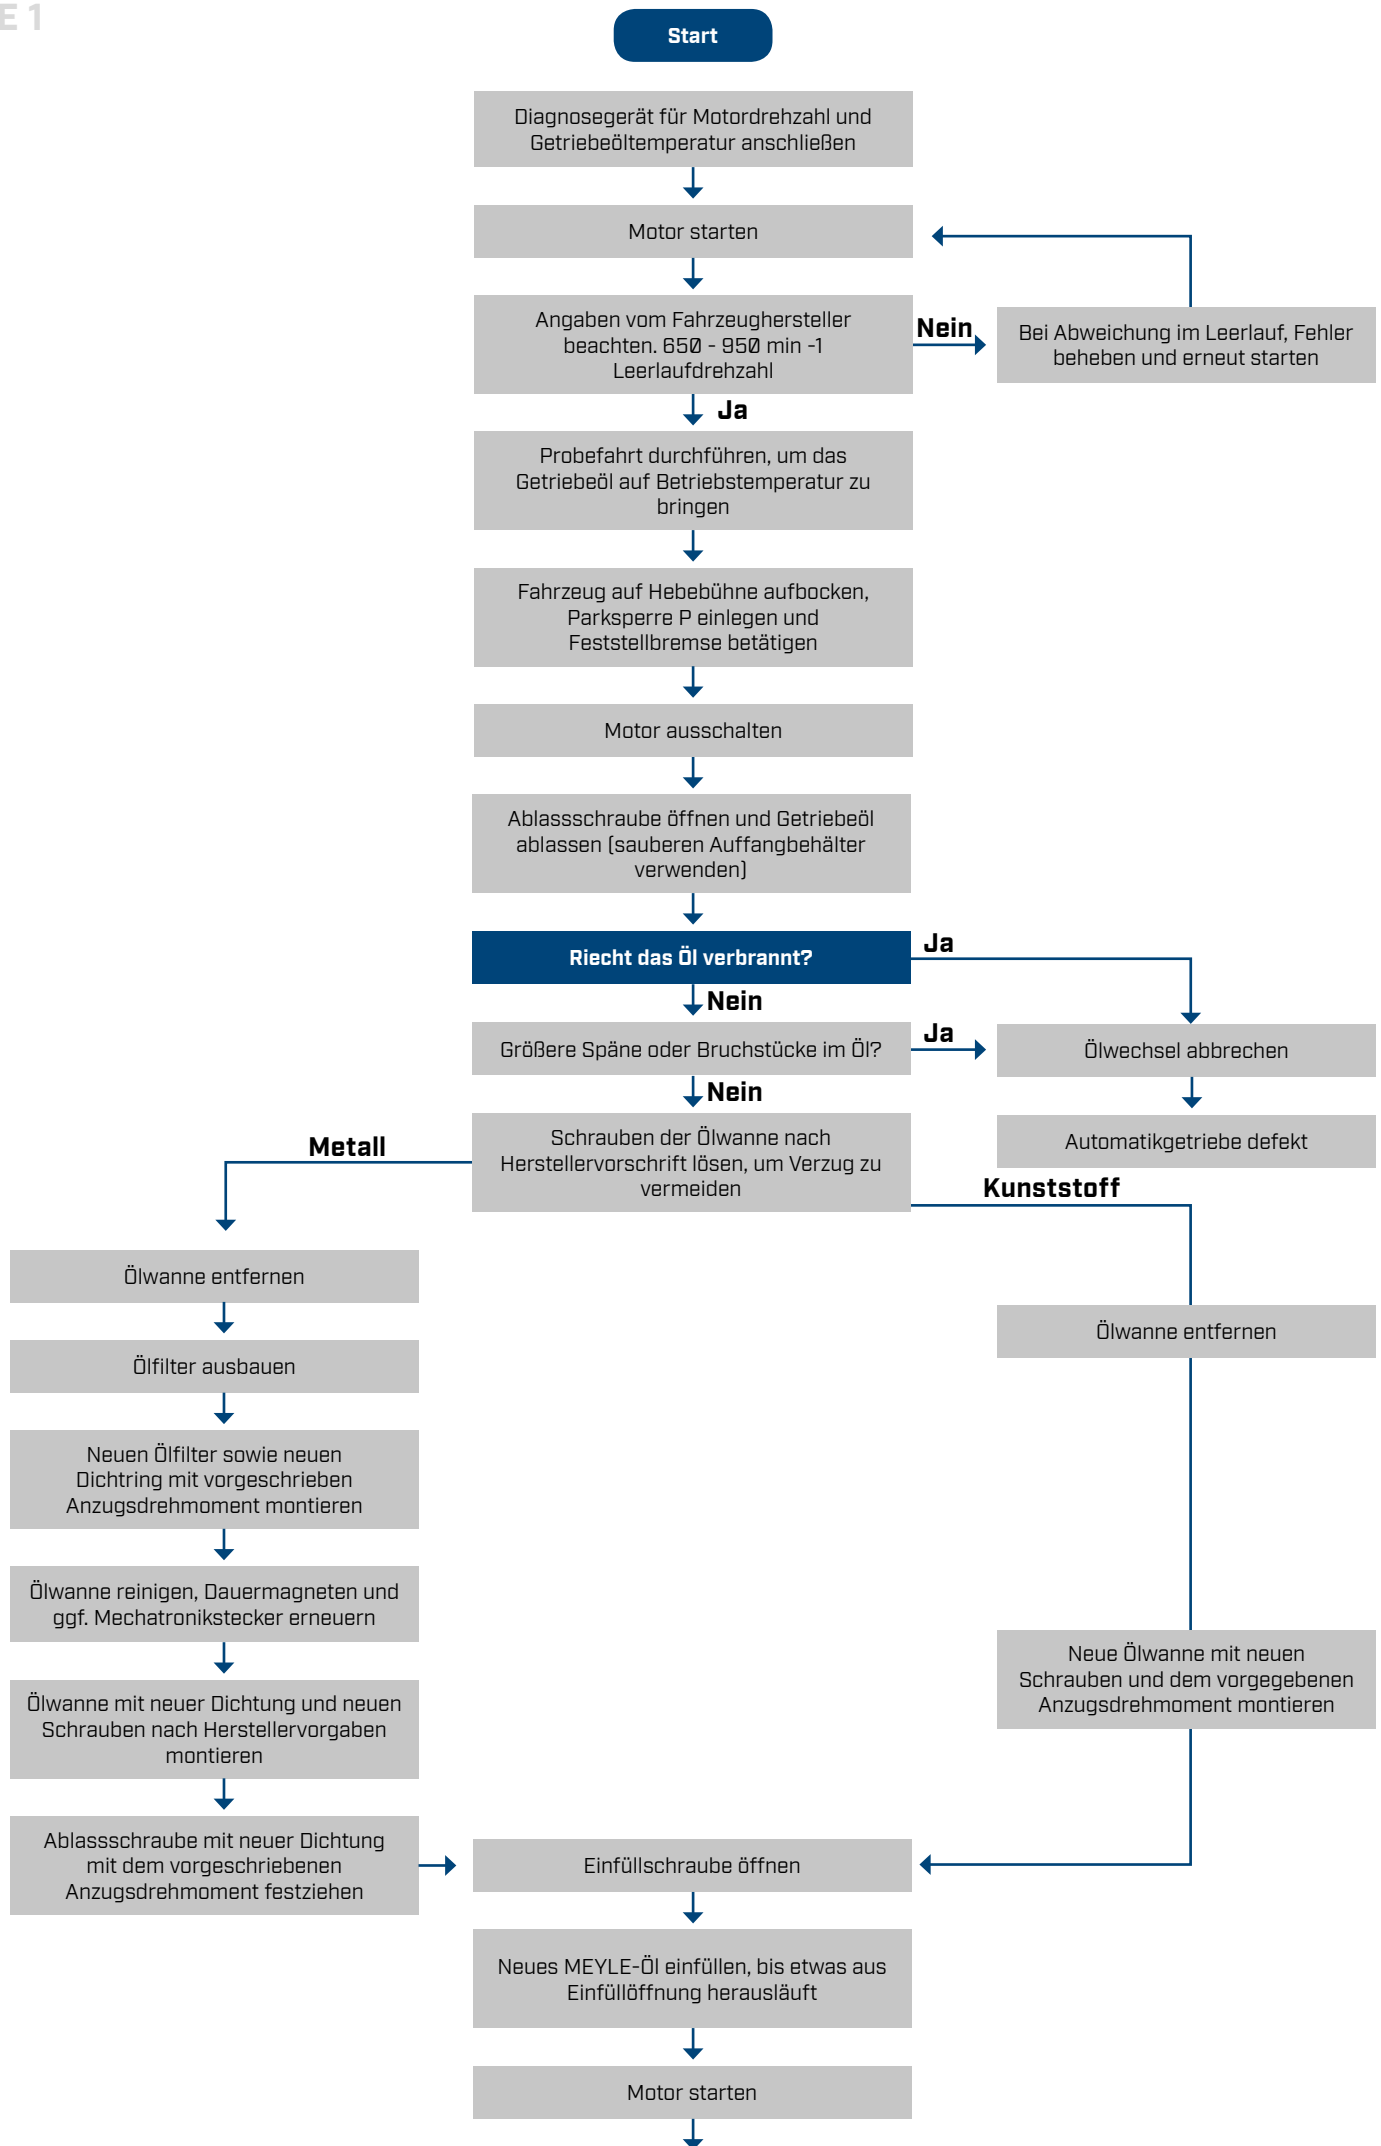 E 1
Start
Diagnosegerät für Motordrehzahl und
Getriebeöltemperatur anschließen
Motor starten
Angaben vom Fahrzeughersteller
beachten. 650 - 950 min -1
Leerlaufdrehzahl
Nein
Bei Abweichung im Leerlauf, Fehler
beheben und erneut starten
Ja
Probefahrt durchführen, um das
Getriebeöl auf Betriebstemperatur zu
bringen
Fahrzeug auf Hebebühne aufbocken,
Parksperre P einlegen und
Feststellbremse betätigen
Motor ausschalten
Ablassschraube öffnen und Getriebeöl
ablassen (sauberen Auffangbehälter
verwenden)
Riecht das Öl verbrannt?
Ja
Nein
Größere Späne oder Bruchstücke im Öl?
Ja
Ölwechsel abbrechen
Nein
Automatikgetriebe defekt
Schrauben der Ölwanne nach
Herstellervorschrift lösen, um Verzug zu
vermeiden
Metall
Kunststoff
Ölwanne entfernen
Ölfilter ausbauen
Neuen Ölfilter sowie neuen
Dichtring mit vorgeschrieben
Anzugsdrehmoment montieren
Ölwanne reinigen, Dauermagneten und
ggf. Mechatronikstecker erneuern
Ölwanne mit neuer Dichtung und neuen
Schrauben nach Herstellervorgaben
montieren
Ablassschraube mit neuer Dichtung
mit dem vorgeschriebenen
Anzugsdrehmoment festziehen
Ölwanne entfernen
Neue Ölwanne mit neuen
Schrauben und dem vorgegebenen
Anzugsdrehmoment montieren
Einfüllschraube öffnen
Neues MEYLE-Öl einfüllen, bis etwas aus
Einfüllöffnung herausläuft
Motor starten